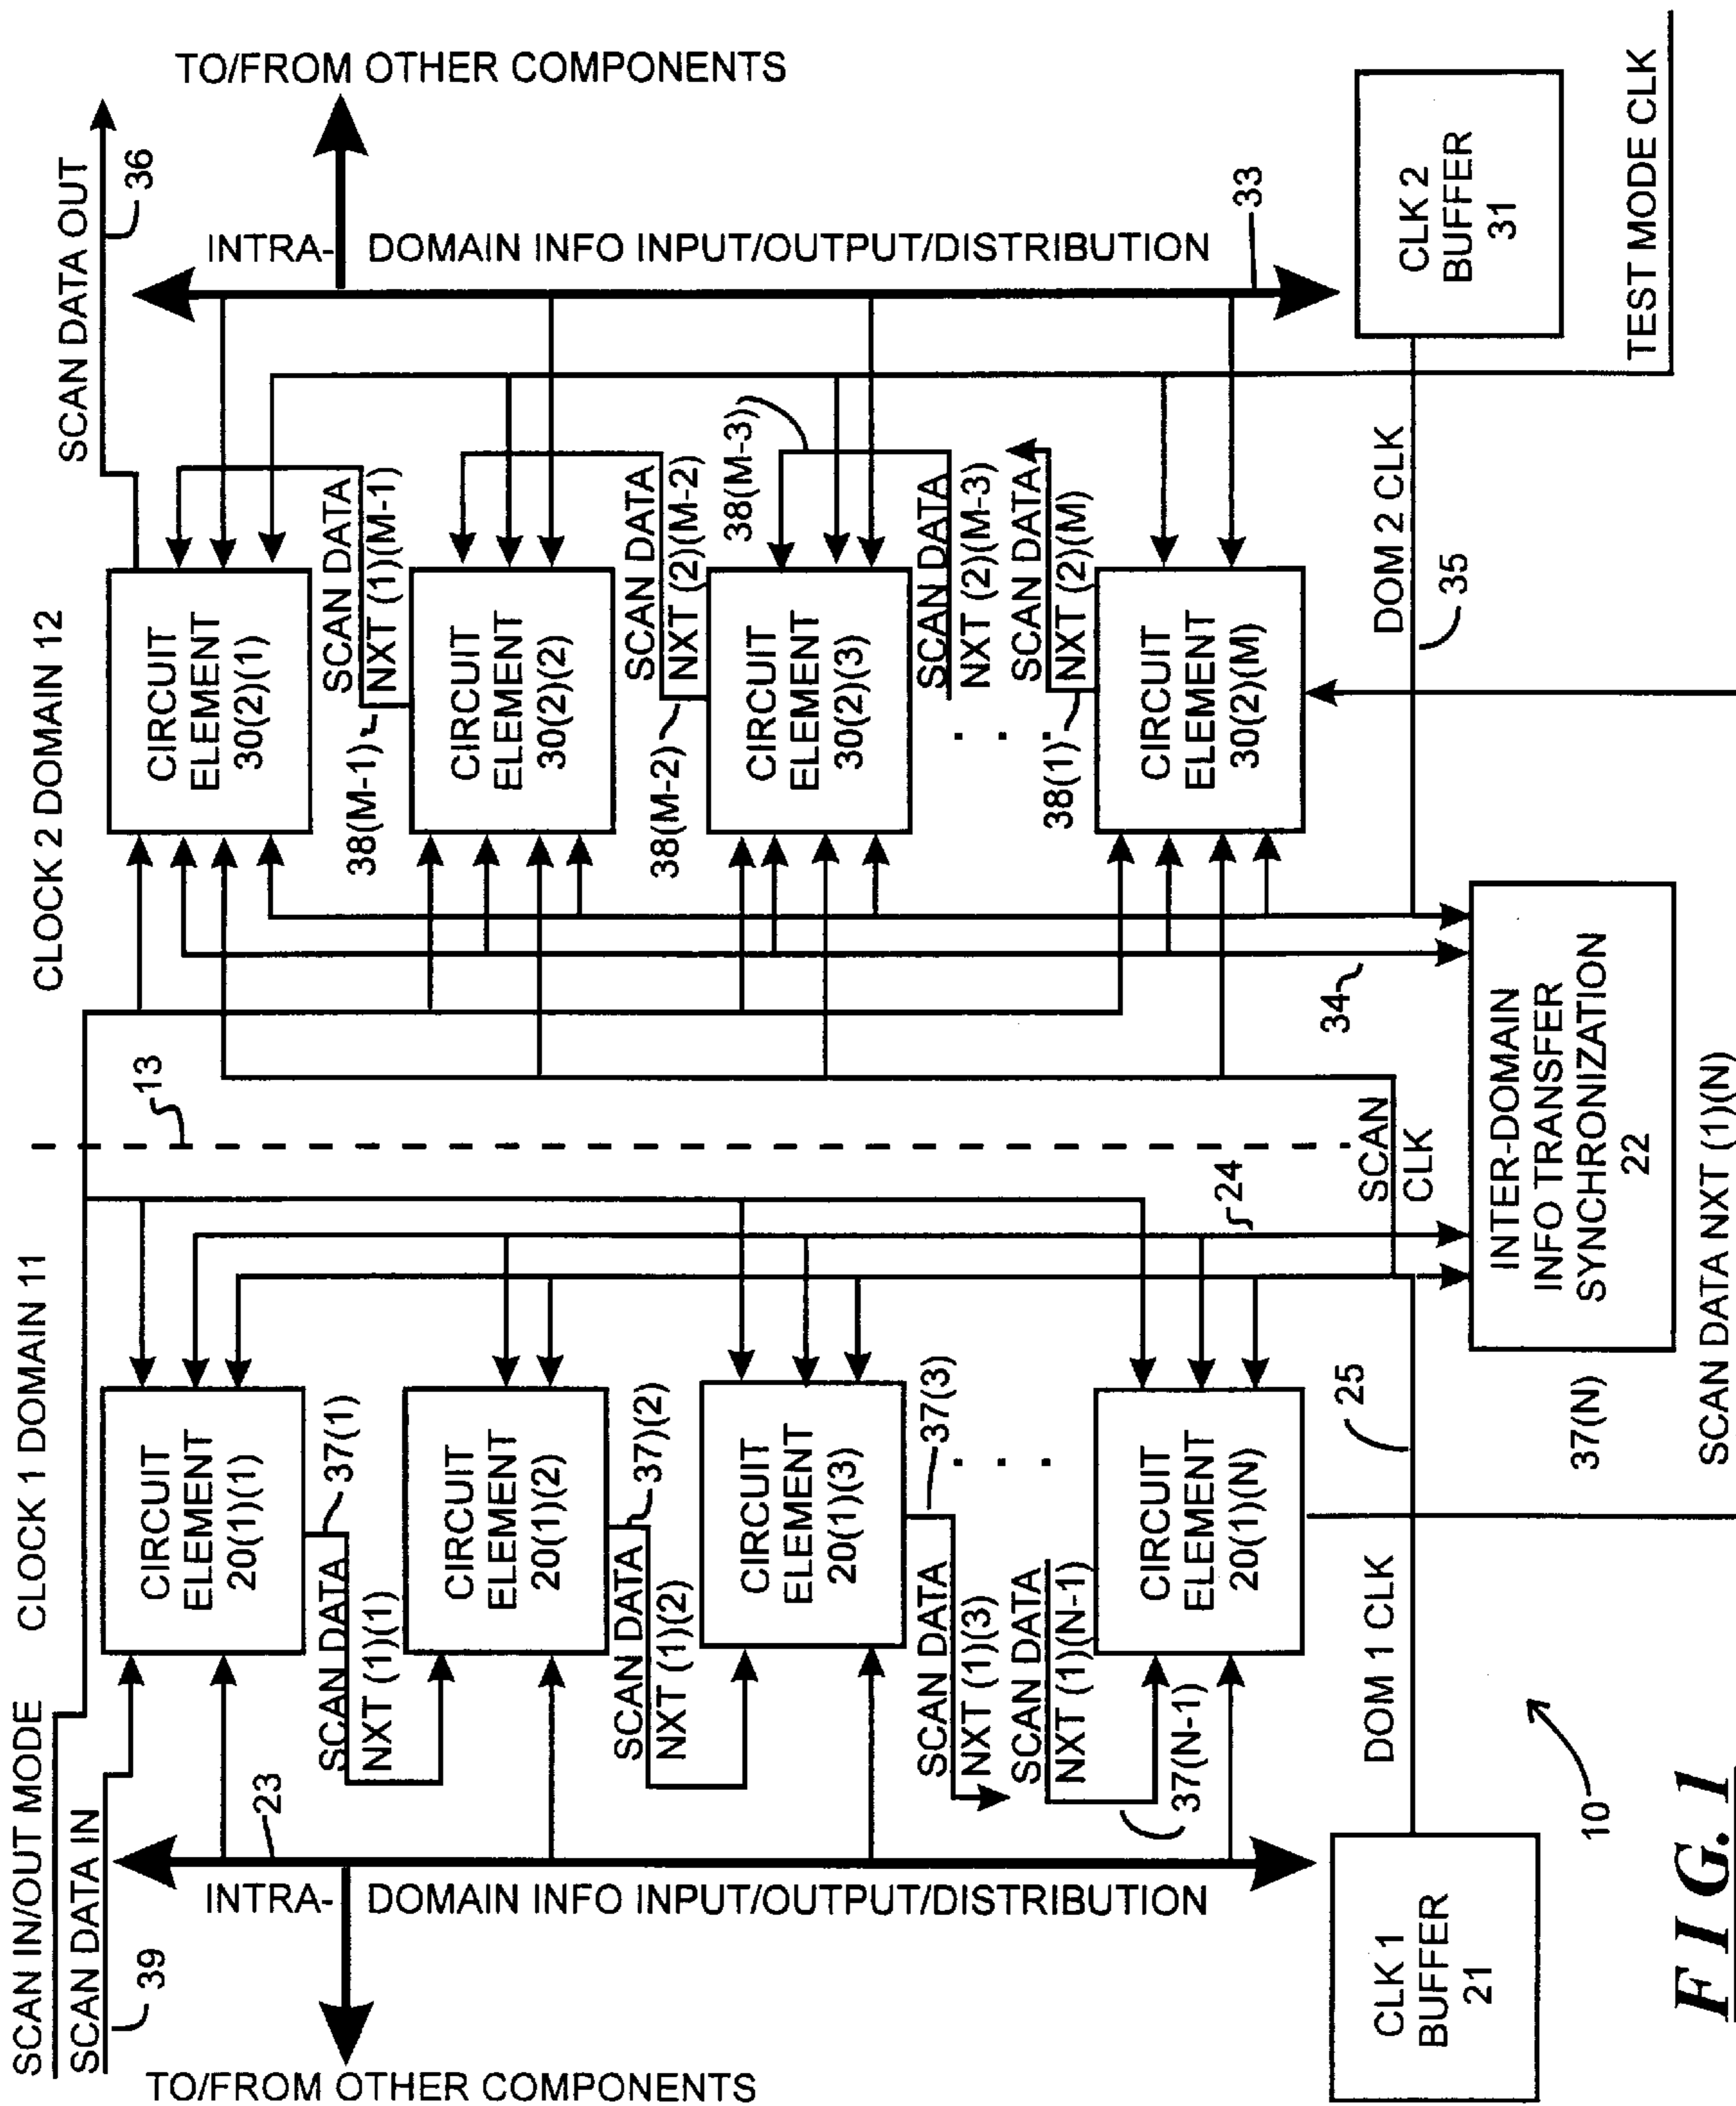 SCAN IN/OUT MODE
SCAN DATA IN
39
CLOCK 1 DOMAIN 11
CLOCK 2 DOMAIN 12
SCAN DATA OUT
36
TO/FROM OTHER COMPONENTS
INTRA- DOMAIN INFO INPUT/OUTPUT/DISTRIBUTION
23
CIRCUIT
ELEMENT
20(1)(1)
37(1)
SCAN DATA
NXT (1)(1)
CIRCUIT
ELEMENT
20(1)(2)
37)(2)
SCAN DATA
NXT (1)(2)
CIRCUIT
ELEMENT
20(1)(3)
37(3)
SCAN DATA
NXT (1)(3)
. . .
SCAN DATA
NXT (1)(N-1)
37(N-1)
CIRCUIT
ELEMENT
20(1)(N)
13
24
SCAN
CLK
CIRCUIT
ELEMENT
30(2)(1)
SCAN DATA
NXT (1)(M-1)
38(M-1)
CIRCUIT
ELEMENT
30(2)(2)
SCAN DATA
NXT (2)(M-2)
38(M-2)
CIRCUIT
ELEMENT
30(2)(3)
38(M-3)
SCAN DATA
NXT (2)(M-3)
. . .
SCAN DATA
NXT (2)(M)
38(1)
CIRCUIT
ELEMENT
30(2)(M)
TO/FROM OTHER COMPONENTS
INTRA- DOMAIN INFO INPUT/OUTPUT/DISTRIBUTION
33
34
CLK 1
BUFFER
21
DOM 1 CLK
25
INTER-DOMAIN
INFO TRANSFER
SYNCHRONIZATION
22
DOM 2 CLK
35
CLK 2
BUFFER
31
TEST MODE CLK
10
37(N)
SCAN DATA NXT (1)(N)
FIG. 1